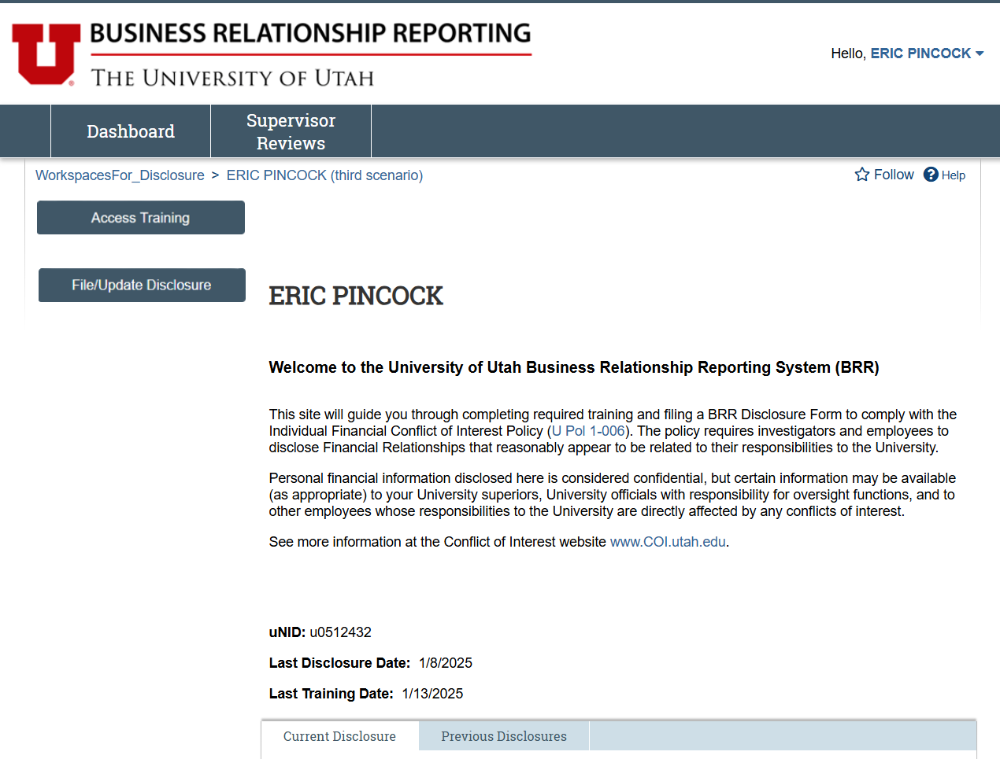 BUSINESS RELATIONSHIP REPORTING
THE UNIVERSITY OF UTAH
Hello, ERIC PINCOCK
Dashboard
Supervisor
Reviews
WorkspacesFor_Disclosure > ERIC PINCOCK (third scenario)
Follow
Help
Access Training
File/Update Disclosure
ERIC PINCOCK
Welcome to the University of Utah Business Relationship Reporting System (BRR)
This site will guide you through completing required training and filing a BRR Disclosure Form to comply with the
Individual Financial Conflict of Interest Policy (U Pol 1-006). The policy requires investigators and employees to
disclose Financial Relationships that reasonably appear to be related to their responsibilities to the University.
Personal financial information disclosed here is considered confidential, but certain information may be available
(as appropriate) to your University superiors, University officials with responsibility for oversight functions, and to
other employees whose responsibilities to the University are directly affected by any conflicts of interest.
See more information at the Conflict of Interest website www.COI.utah.edu.
uNID: u0512432
Last Disclosure Date: 1/8/2025
Last Training Date: 1/13/2025
Current Disclosure
Previous Disclosures